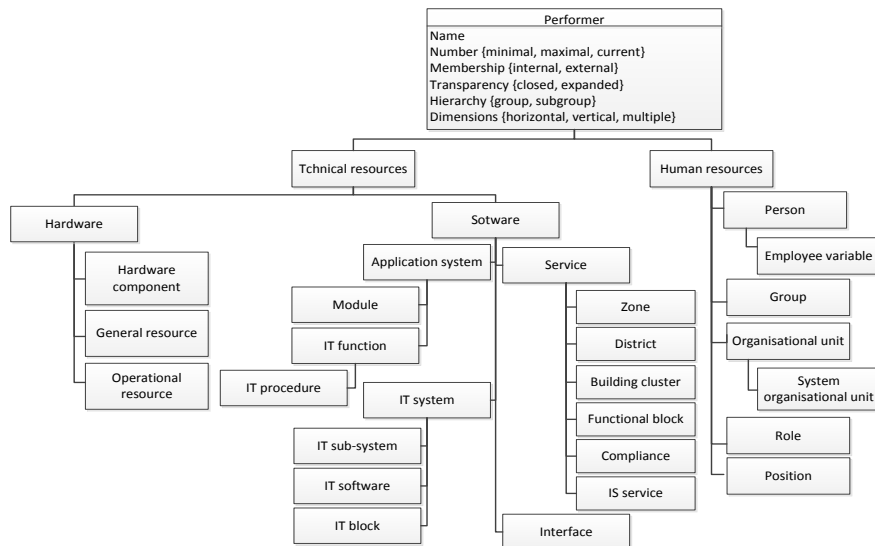 Performer
Name
Number {minimal, maximal, current}
Membership {internal, external}
Transparency {closed, expanded}
Hierarchy {group, subgroup}
Dimensions {horizontal, vertical, multiple}
Tchnical resources
Human resources
Hardware
Sotware
Person
Employee variable
Application system
Service
Hardware
component
Module
Zone
Group
General resource
IT function
District
Organisational unit
Operational
resource
IT procedure
IT system
Building cluster
System
organisational unit
Functional block
Role
IT sub-system
Compliance
Position
IT software
IS service
IT block
Interface